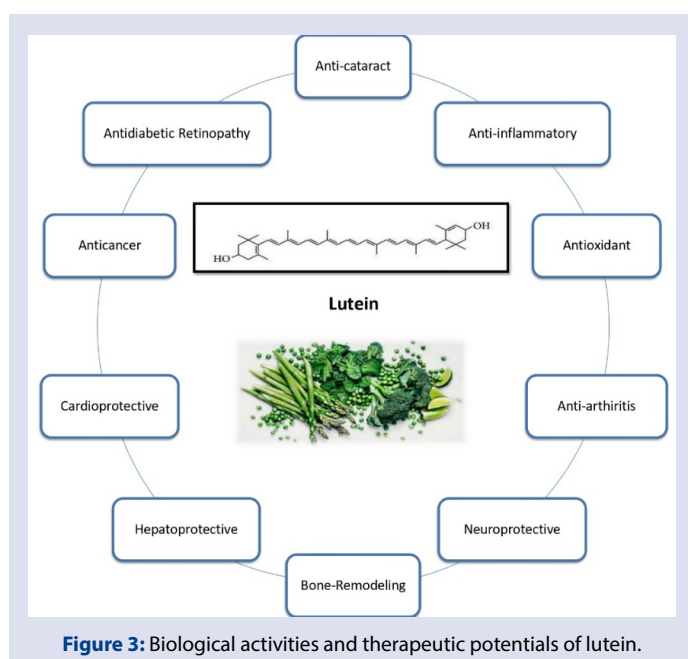 Anti-cataract
Antidiabetic Retinopathy
Anti-inflammatory
Anticancer
Antioxidant
OH
HO
Lutein
Cardioprotective
Anti-arthiritis
Hepatoprotective
Neuroprotective
Bone-Remodeling
Figure 3: Biological activities and therapeutic potentials of lutein.